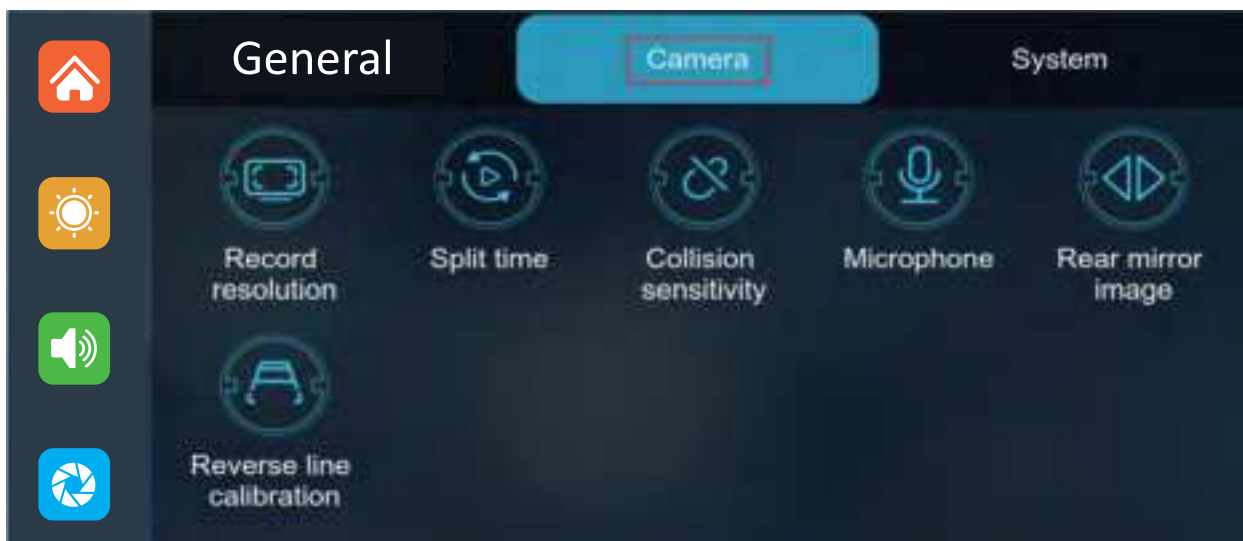 General
Camera
System
Record
resolution
Split time
Collision
sensitivity
Microphone
Rear mirror
image
Reverse line
calibration